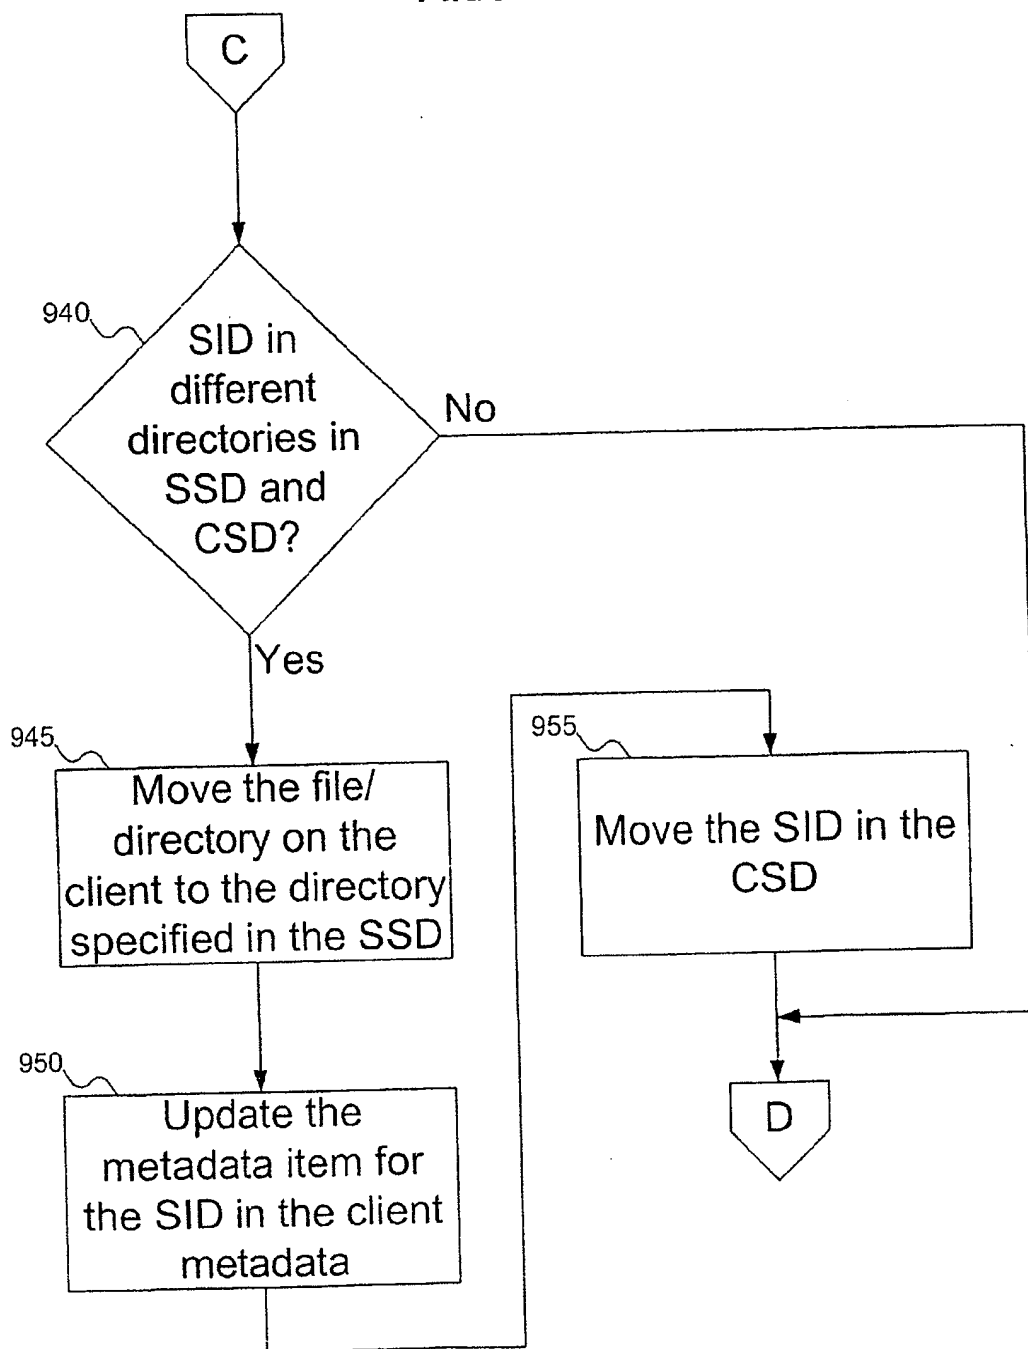 C
940
SID in
different
directories in
SSD and
CSD?
No
Yes
945
Move the file/
directory on the
client to the directory
specified in the SSD
950
Update the
metadata item for
the SID in the client
metadata
955
Move the SID in the
CSD
D